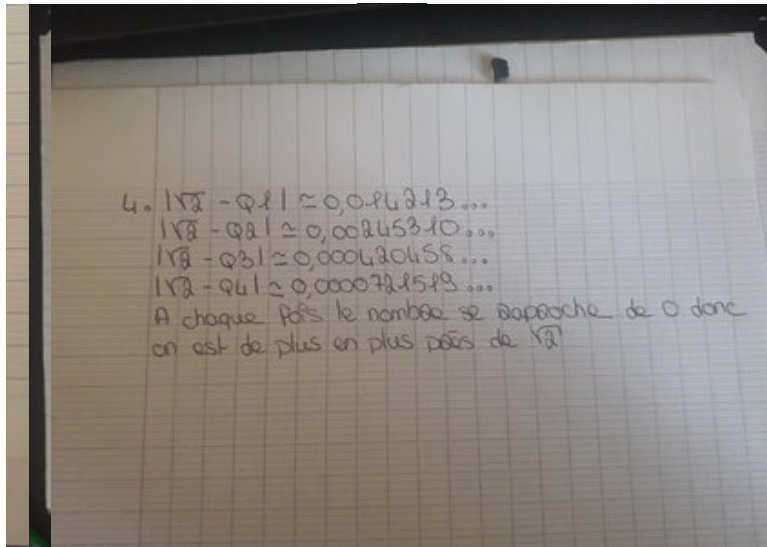 4. |√2 - Q1| ≃ 0,014213...
|√2 - Q2| ≃ 0,00245310...
|√2 - Q3| ≃ 0,000420458...
|√2 - Q4| ≃ 0,0000721519...
A chaque fois le nombre se rapproche de 0 donc
on est de plus en plus près de √2